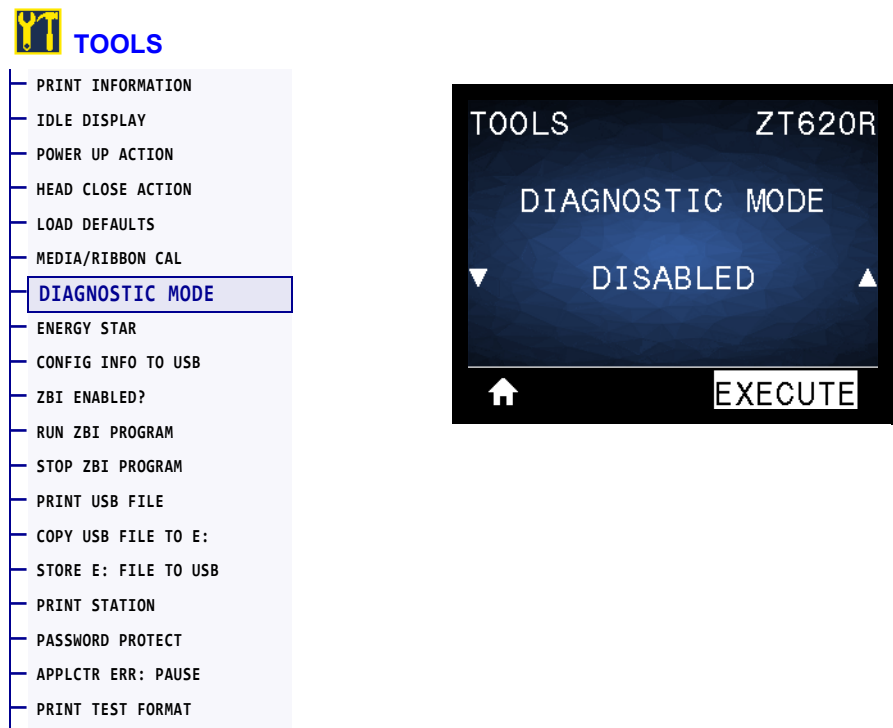 TOOLS
PRINT INFORMATION
IDLE DISPLAY
POWER UP ACTION
HEAD CLOSE ACTION
LOAD DEFAULTS
MEDIA/RIBBON CAL
DIAGNOSTIC MODE
ENERGY STAR
CONFIG INFO TO USB
ZBI ENABLED?
RUN ZBI PROGRAM
STOP ZBI PROGRAM
PRINT USB FILE
COPY USB FILE TO E:
STORE E: FILE TO USB
PRINT STATION
PASSWORD PROTECT
APPLCTR ERR: PAUSE
PRINT TEST FORMAT
TOOLS ZT620R
DIAGNOSTIC MODE
DISABLED
EXECUTE